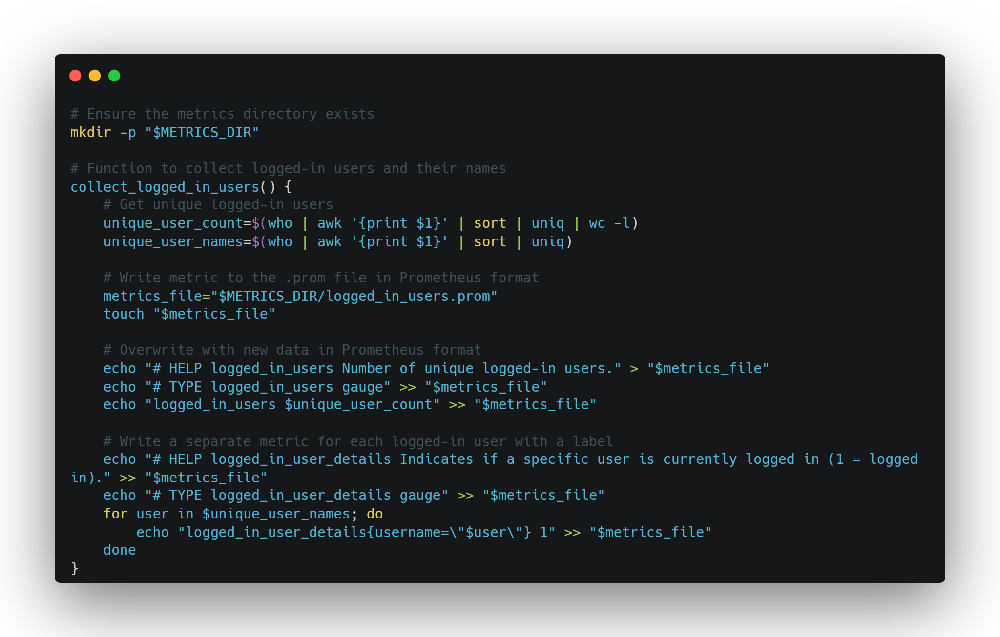 # Ensure the metrics directory exists
mkdir -p "$METRICS_DIR"

# Function to collect logged-in users and their names
collect_logged_in_users() {
    # Get unique logged-in users
    unique_user_count=$(who | awk '{print $1}' | sort | uniq | wc -l)
    unique_user_names=$(who | awk '{print $1}' | sort | uniq)

    # Write metric to the .prom file in Prometheus format
    metrics_file="$METRICS_DIR/logged_in_users.prom"
    touch "$metrics_file"

    # Overwrite with new data in Prometheus format
    echo "# HELP logged_in_users Number of unique logged-in users." > "$metrics_file"
    echo "# TYPE logged_in_users gauge" >> "$metrics_file"
    echo "logged_in_users $unique_user_count" >> "$metrics_file"

    # Write a separate metric for each logged-in user with a label
    echo "# HELP logged_in_user_details Indicates if a specific user is currently logged in (1 = logged
in)." >> "$metrics_file"
    echo "# TYPE logged_in_user_details gauge" >> "$metrics_file"
    for user in $unique_user_names; do
        echo "logged_in_user_details{username=\"$user\"} 1" >> "$metrics_file"
    done
}